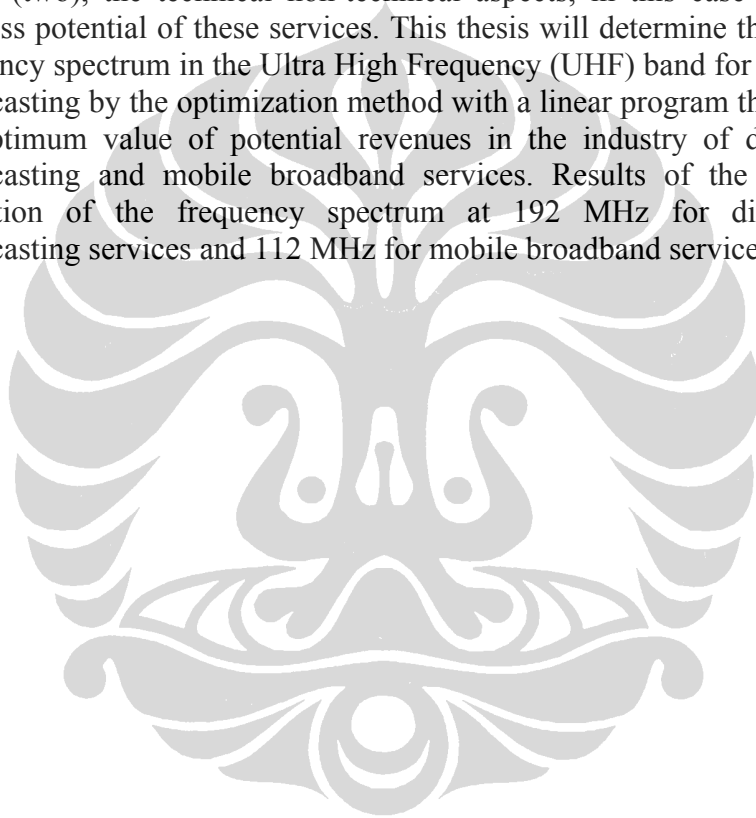 (two), the technical non-technical aspects, in this case
ss potential of these services. This thesis will determine th
ncy spectrum in the Ultra High Frequency (UHF) band for
casting by the optimization method with a linear program th
ptimum value of potential revenues in the industry of d
casting and mobile broadband services. Results of the
tion of the frequency spectrum at 192 MHz for di
casting services and 112 MHz for mobile broadband service